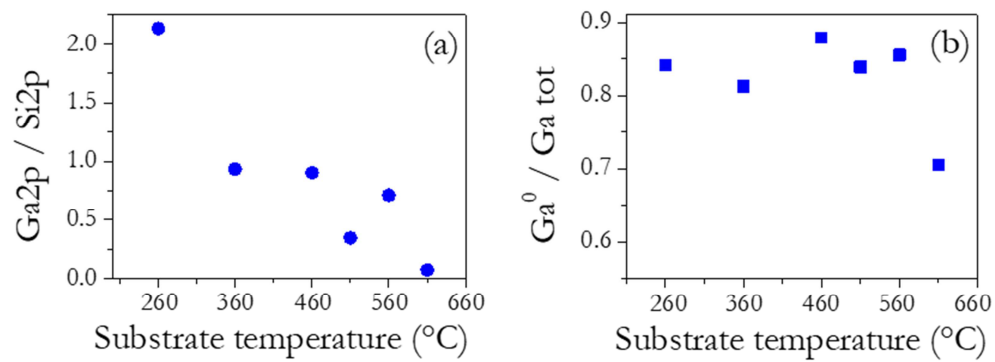 (a)
Ga2p / Si2p
2.0
1.5
1.0
0.5
0.0
260 360 460 560 660
Substrate temperature (°C)
(b)
Ga⁰ / Ga tot
0.9
0.8
0.7
0.6
260 360 460 560 660
Substrate temperature (°C)